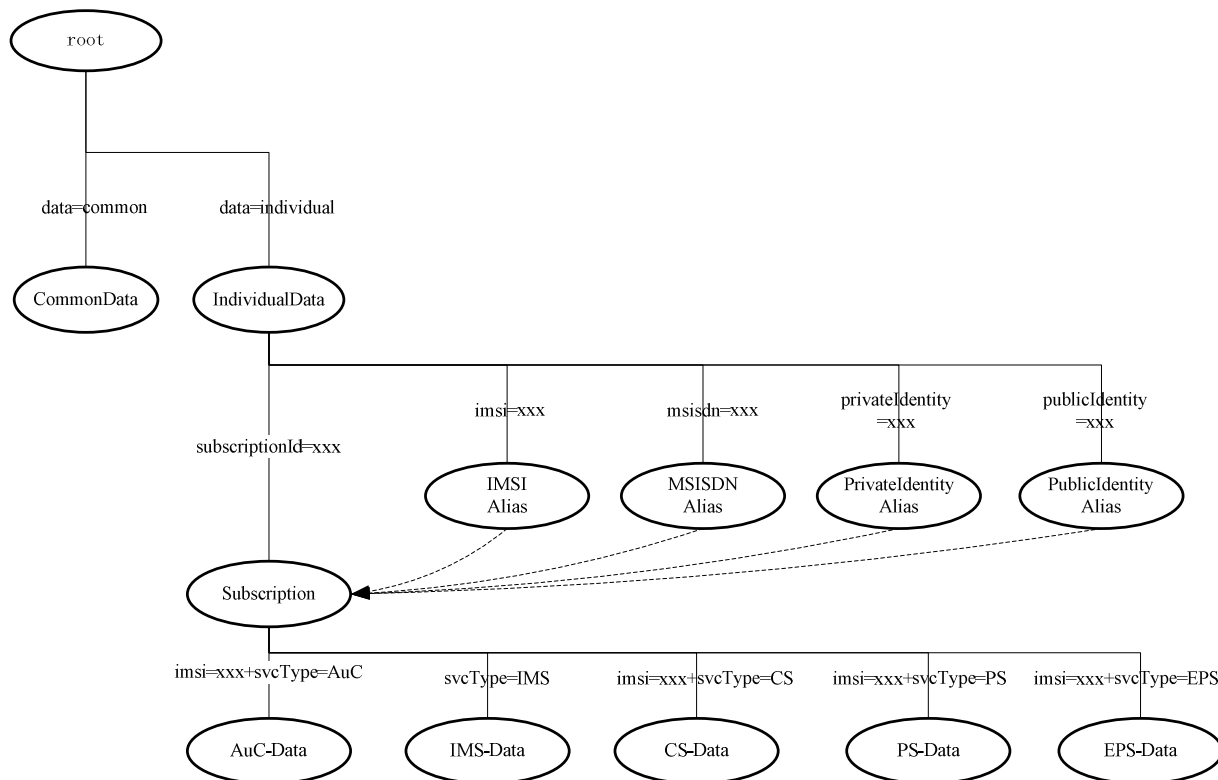 root
data=common
data=individual
CommonData
IndividualData
imsi=xxx
msisdn=xxx
privateIdentity
=xxx
publicIdentity
=xxx
subscriptionId=xxx
IMSI
Alias
MSISDN
Alias
PrivateIdentity
Alias
PublicIdentity
Alias
Subscription
imsi=xxx+svcType=AuC
svcType=IMS
imsi=xxx+svcType=CS
imsi=xxx+svcType=PS
imsi=xxx+svcType=EPS
AuC-Data
IMS-Data
CS-Data
PS-Data
EPS-Data